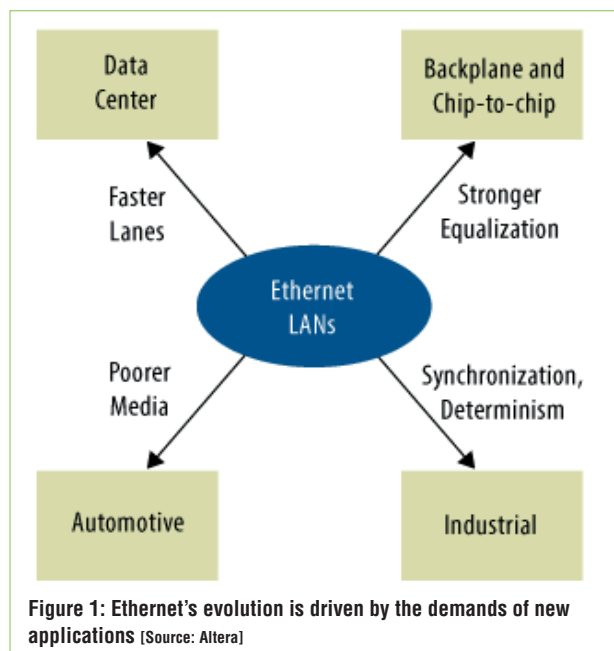 Data
Center
Backplane and
Chip-to-chip
Faster
Lanes
Stronger
Equalization
Ethernet
LANs
Poorer
Media
Synchronization,
Determinism
Automotive
Industrial
Figure 1: Ethernet’s evolution is driven by the demands of new
applications [Source: Altera]